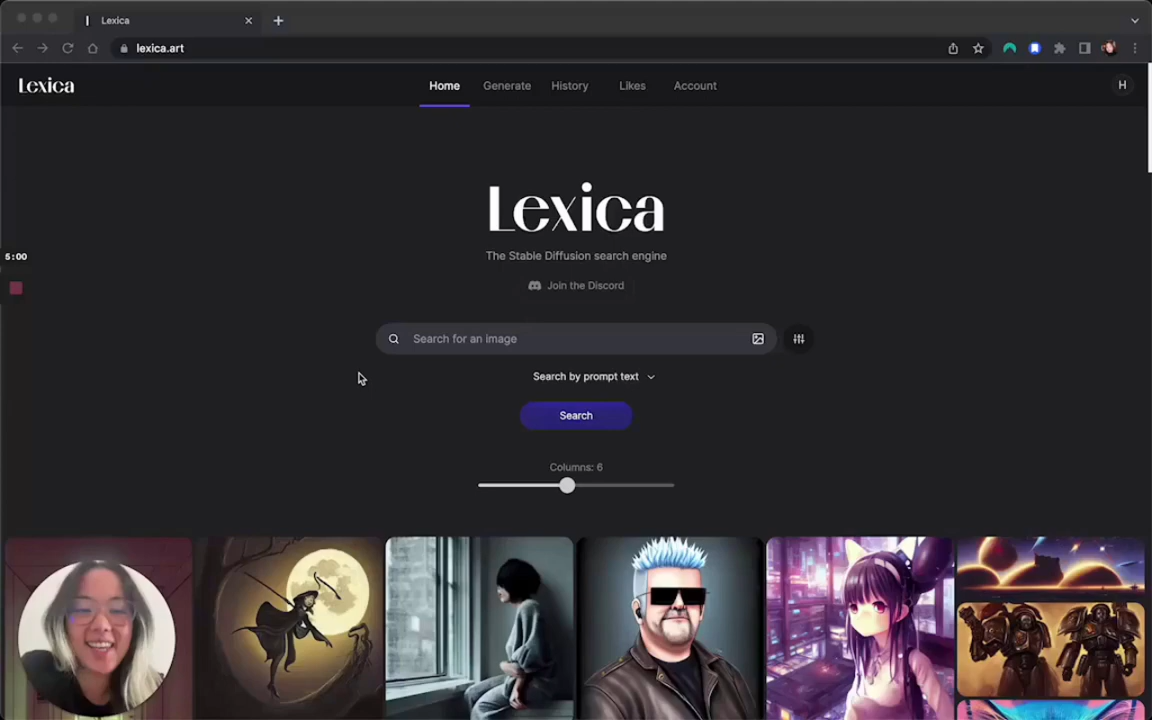 Lexica
lexica.art
Lexica
Home
Generate
History
Likes
Account
H
Lexica
The Stable Diffusion search engine
5:00
Join the Discord
Search for an image
Search by prompt text
Search
Columns: 6